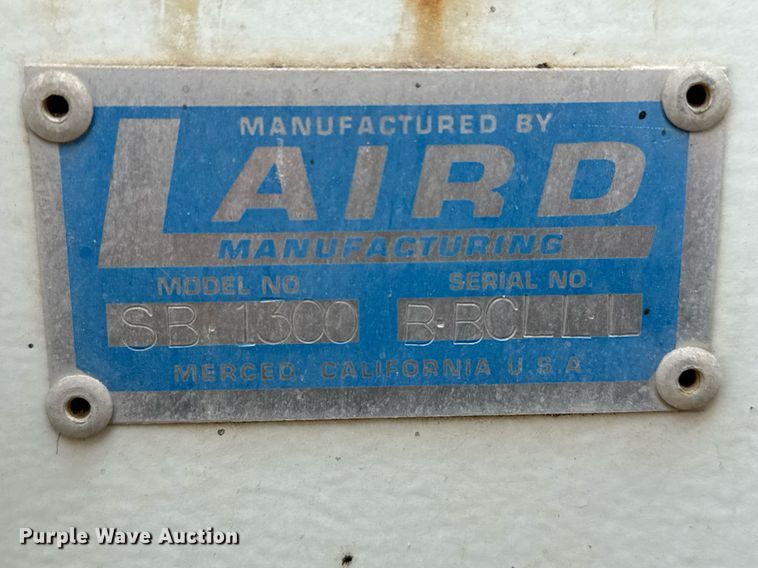 MANUFACTURED BY
LAIRD
MANUFACTURING
MODEL NO. SERIAL NO.
SB-1300
MERCED, CALIFORNIA U.S.A.
Purple Wave Auction